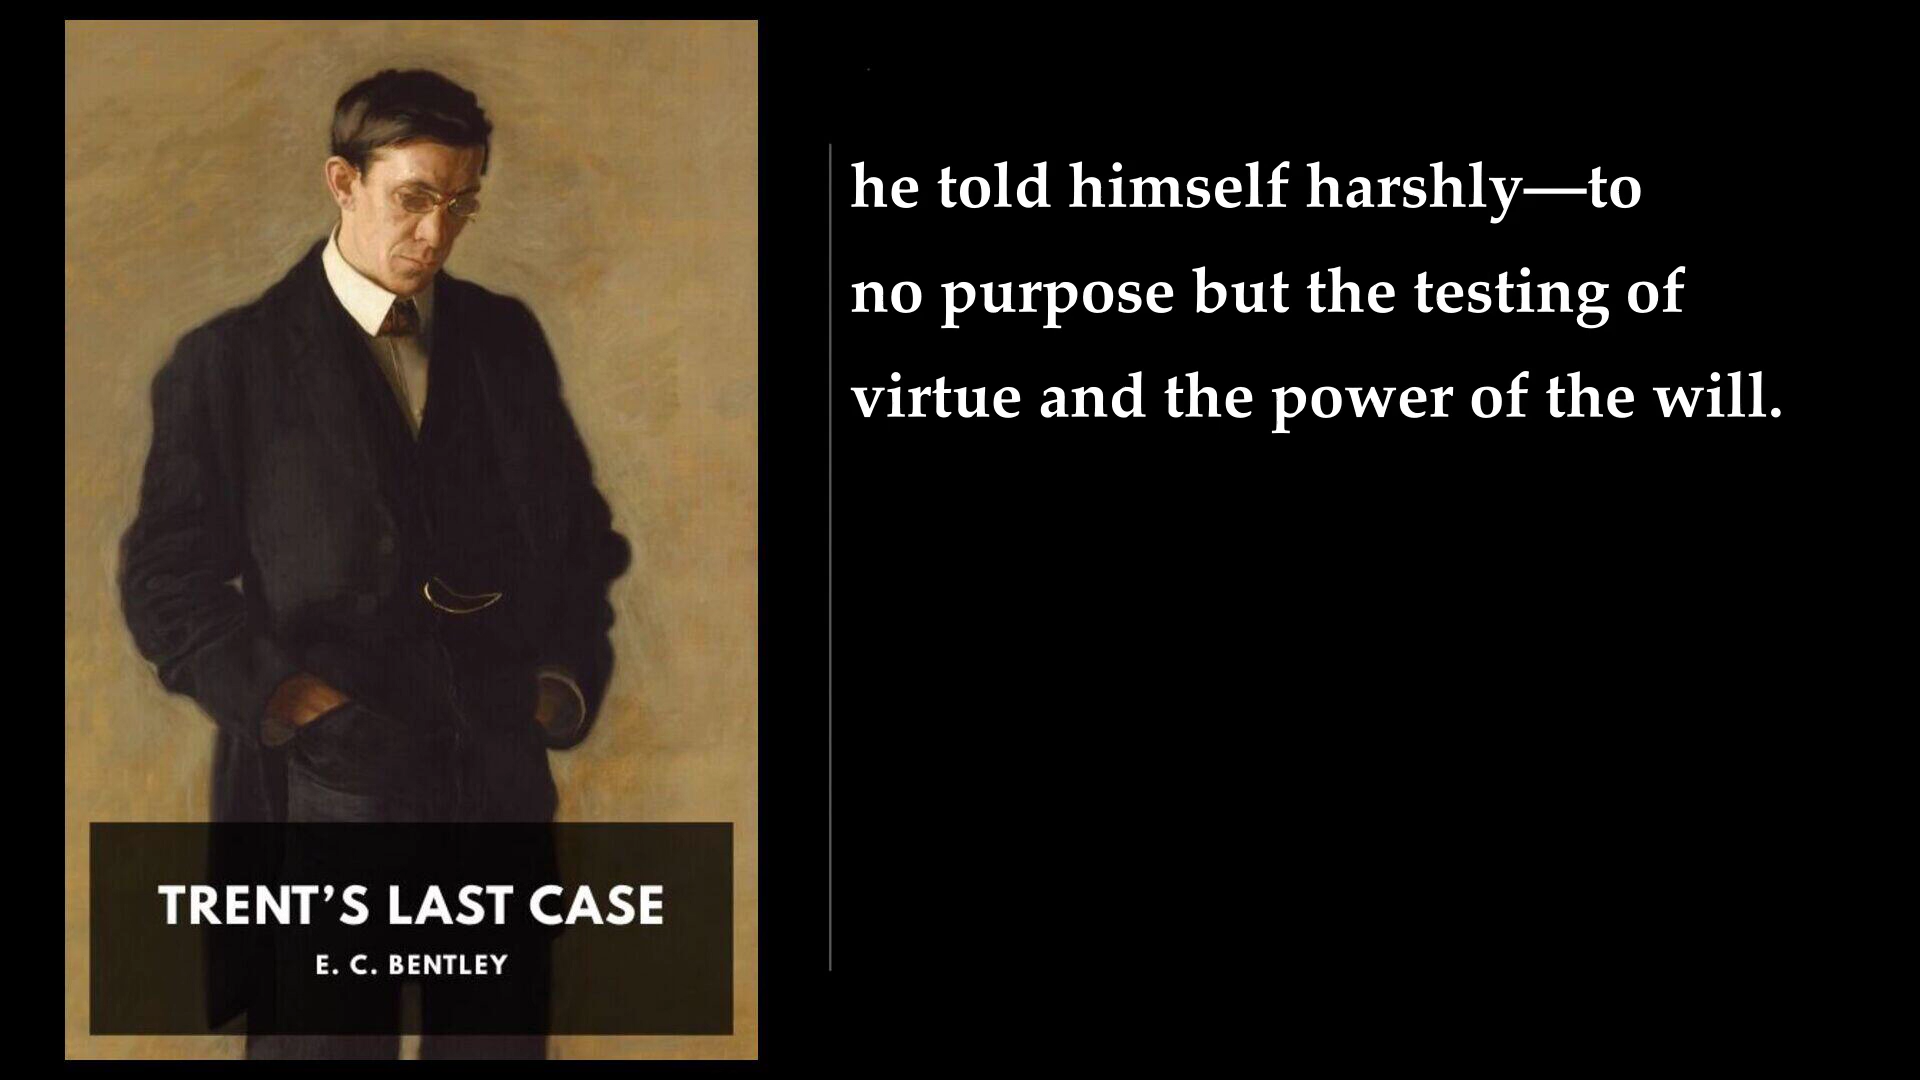 he told himself harshly—to
no purpose but the testing of
virtue and the power of the will.
TRENT’S LAST CASE
E. C. BENTLEY